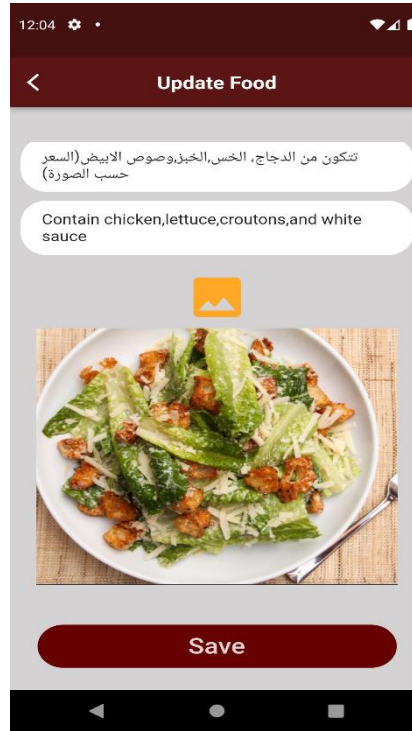 12:04
Update Food
تتكون من الدجاج، الخس,الخبز,وصوص الابيض(السعر
حسب الصورة)
Contain chicken,lettuce,croutons,and white
sauce
Save